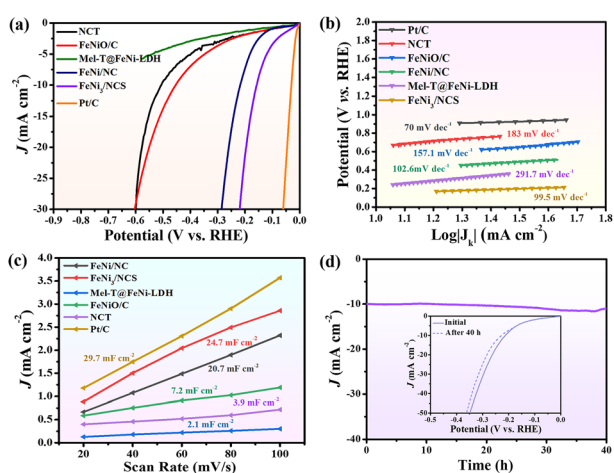 (a)
NCT
FeNiO/C
Mel-T@FeNi-LDH
FeNi/NC
FeNi₃/NCS
Pt/C
J (mA cm⁻²)
0
-5
-10
-15
-20
-25
-30
-0.9 -0.8 -0.7 -0.6 -0.5 -0.4 -0.3 -0.2 -0.1 0.0
Potential (V vs. RHE)
(b)
Pt/C
NCT
FeNiO/C
FeNi/NC
Mel-T@FeNi-LDH
FeNi₃/NCS
Potential (V vs. RHE)
2.0
1.8
1.6
1.4
1.2
1.0
0.8
0.6
0.4
0.2
0.0
70 mV dec⁻¹
183 mV dec⁻¹
157.1 mV dec⁻¹
102.6mV dec⁻¹
291.7 mV dec⁻¹
99.5 mV dec⁻¹
1.0 1.1 1.2 1.3 1.4 1.5 1.6 1.7 1.8
Log|Jₖ| (mA cm⁻²)
(c)
FeNi/NC
FeNi₃/NCS
Mel-T@FeNi-LDH
FeNiO/C
NCT
Pt/C
J (mA cm⁻²)
4.0
3.5
3.0
2.5
2.0
1.5
1.0
0.5
0.0
29.7 mF cm⁻²
24.7 mF cm⁻²
20.7 mF cm⁻²
7.2 mF cm⁻²
3.9 mF cm⁻²
2.1 mF cm⁻²
20 40 60 80 100
Scan Rate (mV/s)
(d)
J (mA cm⁻²)
10
0
-10
-20
-30
-40
0 10 20 30 40
Time (h)
Initial
After 40 h
J (mA cm⁻²)
0
-10
-20
-30
-40
-50
-0.5 -0.4 -0.3 -0.2 -0.1 0.0
Potential (V vs. RHE)